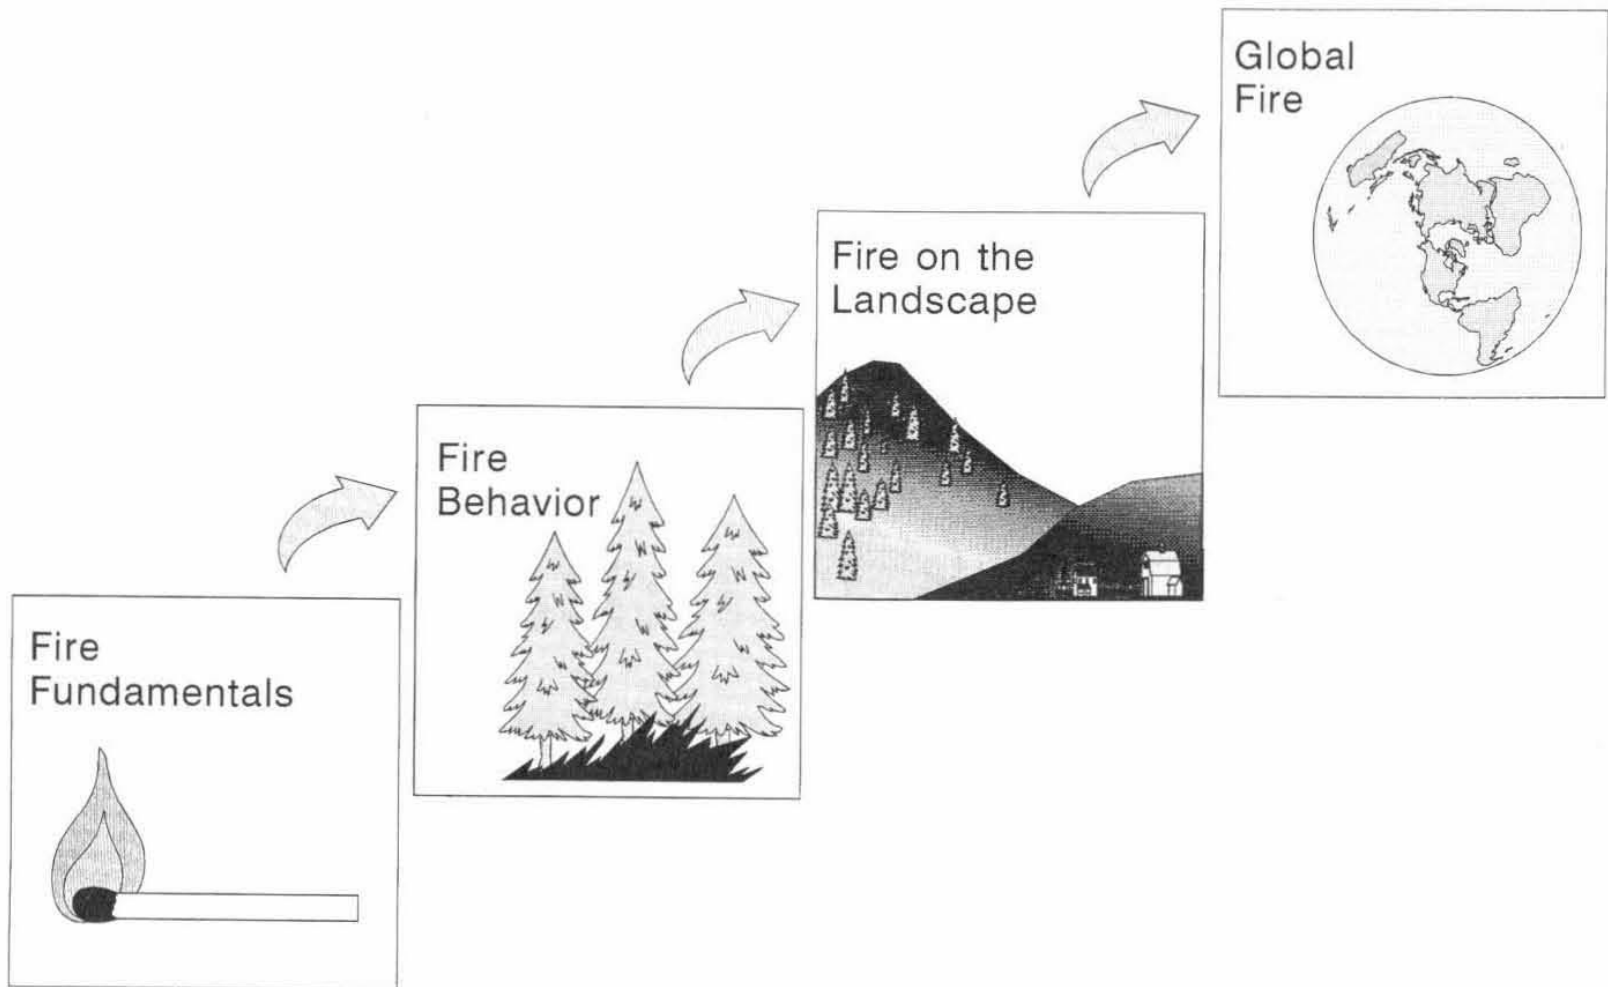 Fire
Fundamentals
Fire
Behavior
Fire on the
Landscape
Global
Fire